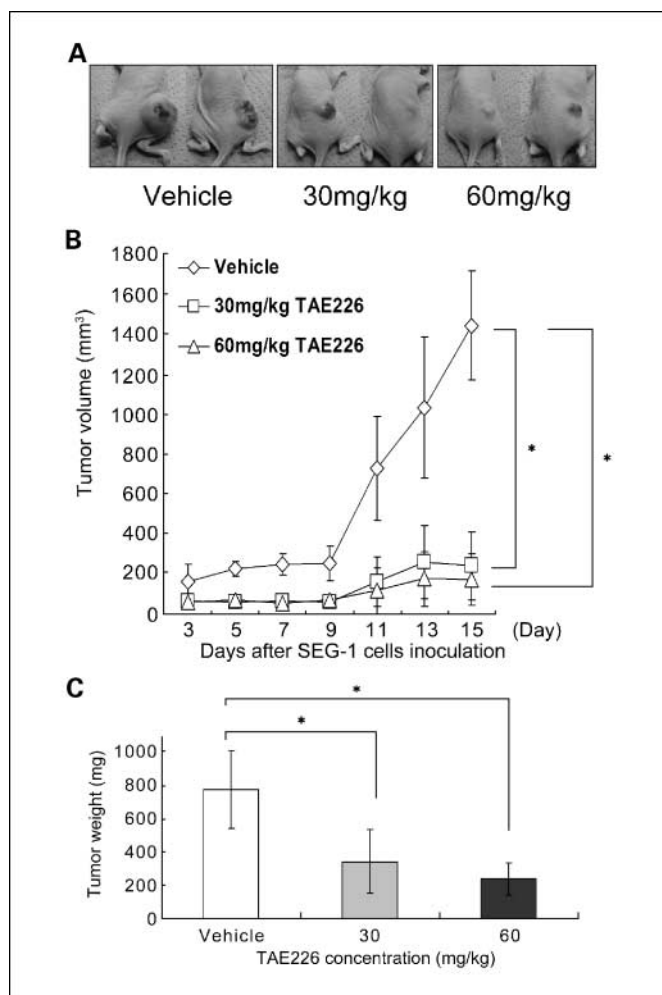 A
Vehicle 30mg/kg 60mg/kg
B
1800
1600
1400
1200
1000
800
600
400
200
0
Tumor volume (mm³)
Vehicle
30mg/kg TAE226
60mg/kg TAE226
*
*
3 5 7 9 11 13 15 (Day)
Days after SEG-1 cells inoculation
C
*
*
1000
800
600
400
200
0
Tumor weight (mg)
Vehicle 30 60
TAE226 concentration (mg/kg)